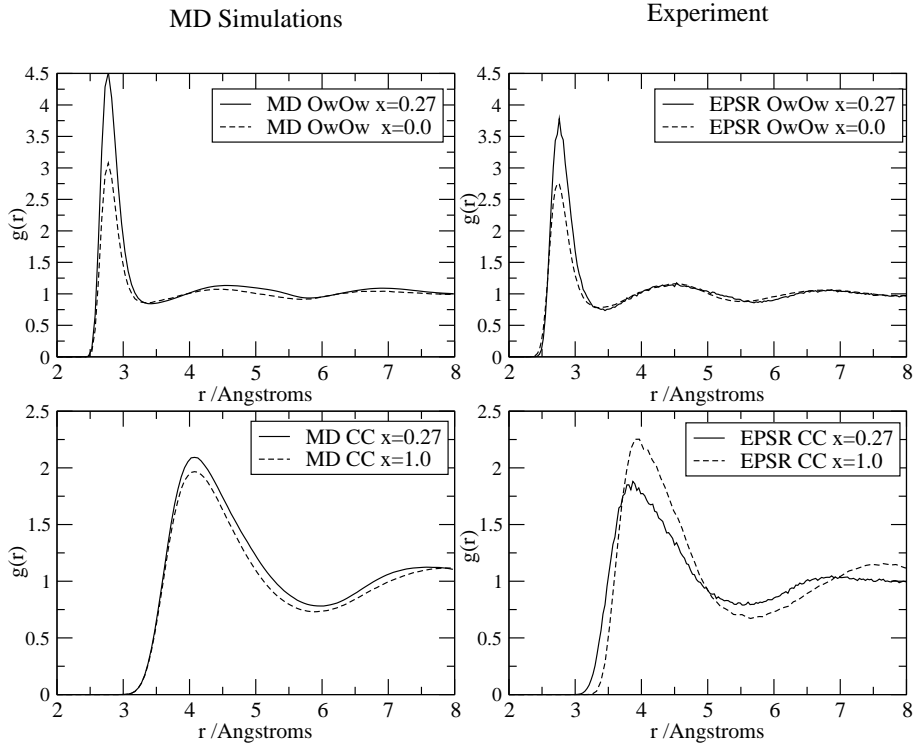 MD Simulations
Experiment
MD OwOw x=0.27
MD OwOw x=0.0
g(r)
0
0.5
1
1.5
2
2.5
3
3.5
4
4.5
2 3 4 5 6 7 8
r /Angstroms
EPSR OwOw x=0.27
EPSR OwOw x=0.0
g(r)
0
0.5
1
1.5
2
2.5
3
3.5
4
4.5
2 3 4 5 6 7 8
r /Angstroms
MD CC x=0.27
MD CC x=1.0
g(r)
0
0.5
1
1.5
2
2.5
2 3 4 5 6 7 8
r /Angstroms
EPSR CC x=0.27
EPSR CC x=1.0
g(r)
0
0.5
1
1.5
2
2.5
2 3 4 5 6 7 8
r /Angstroms